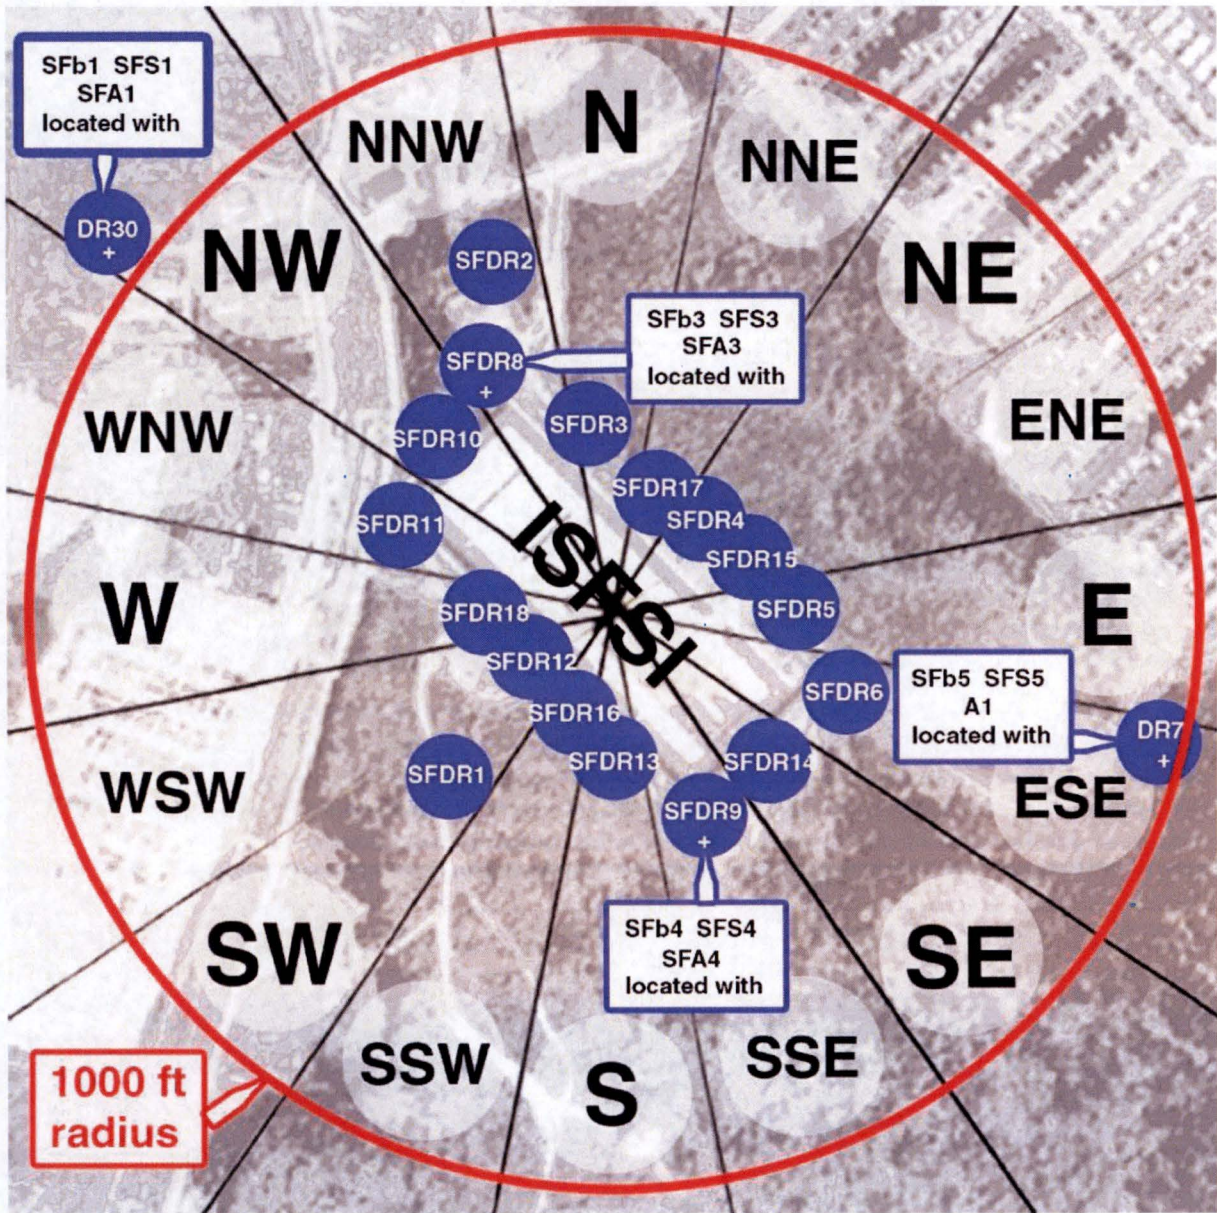 SFb1 SFS1
SFA1
located with
DR30
+
N
NNW
NNE
NW
NE
SFDR2
SFb3 SFS3
SFA3
located with
SFDR8
+
SFDR3
SFDR10
WNW
ENE
SFDR17
SFDR11
SFDR4
SFDR15
ISFSI
W
SFDR18
SFDR5
E
SFDR12
SFDR6
SFb5 SFS5
A1
located with
SFDR16
DR7
+
SFDR1
SFDR13
SFDR14
WSW
ESE
SFDR9
+
SFb4 SFS4
SFA4
located with
SW
SE
SSW
SSE
S
1000 ft
radius